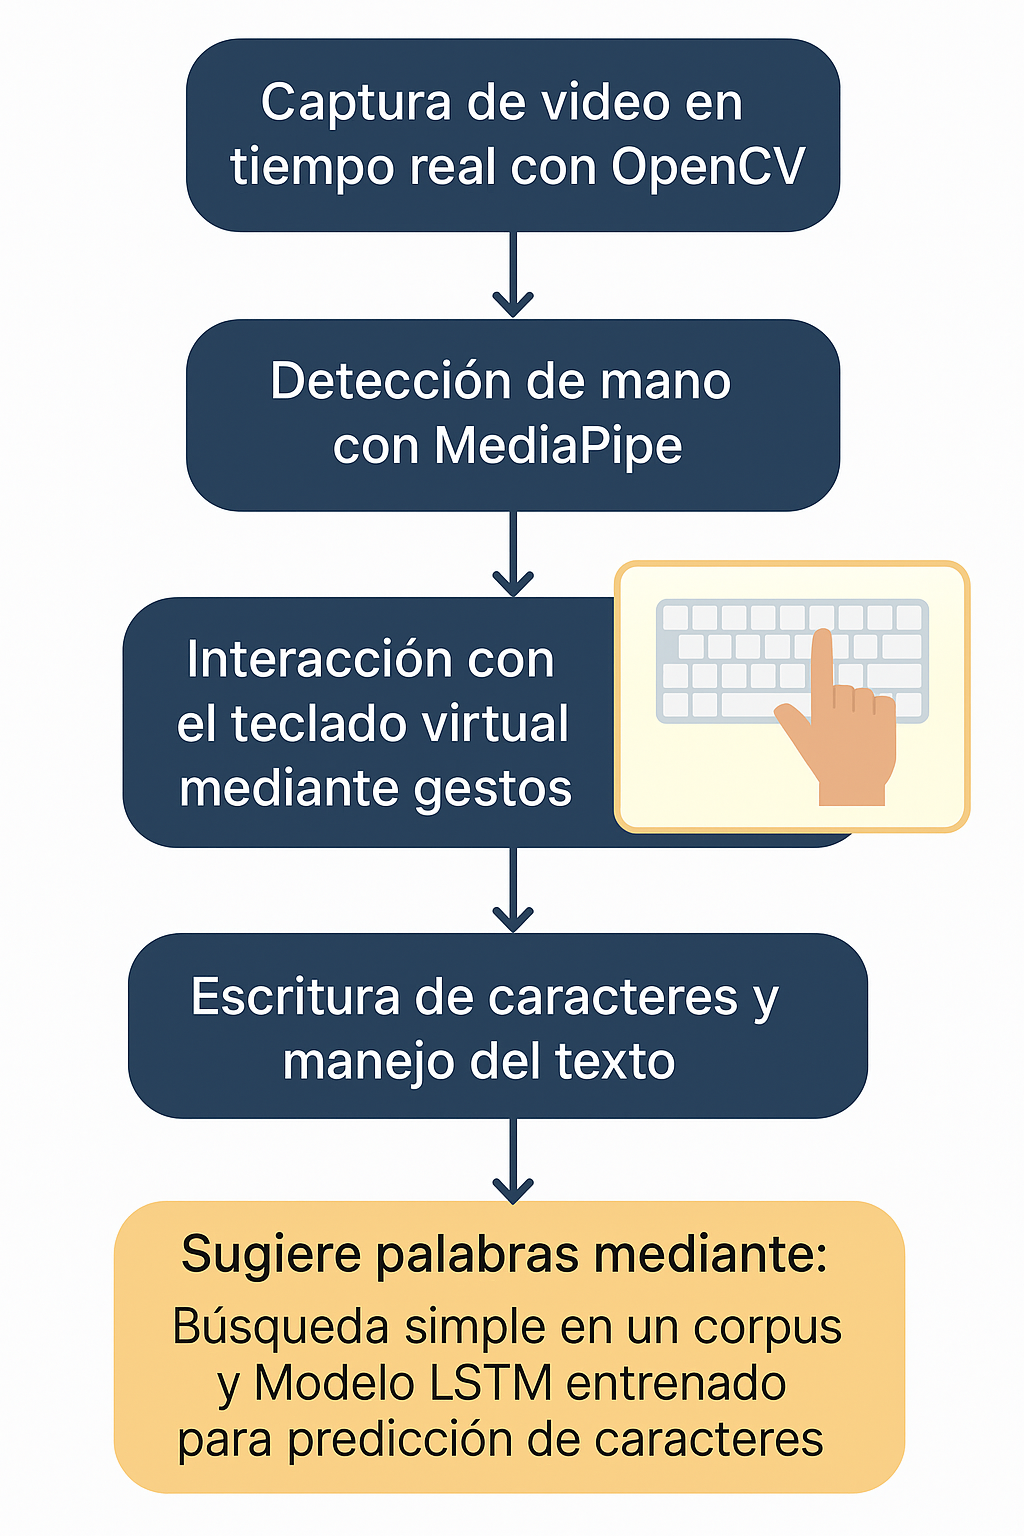 Captura de video en
tiempo real con OpenCV
Detección de mano
con MediaPipe
Interacción con
el teclado virtual
mediante gestos
Escritura de caracteres y
manejo del texto
Sugiere palabras mediante:
Búsqueda simple en un corpus
y Modelo LSTM entrenado
para predicción de caracteres